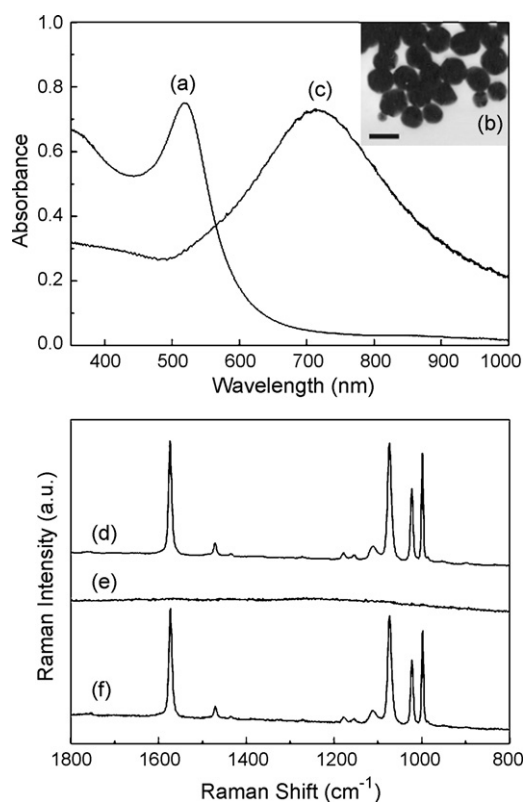 1.0
0.8
0.6
0.4
0.2
0.0
Absorbance
(a)
(c)
(b)
400 500 600 700 800 900 1000
Wavelength (nm)
(d)
(e)
(f)
Raman Intensity (a.u.)
1800 1600 1400 1200 1000 800
Raman Shift (cm⁻¹)